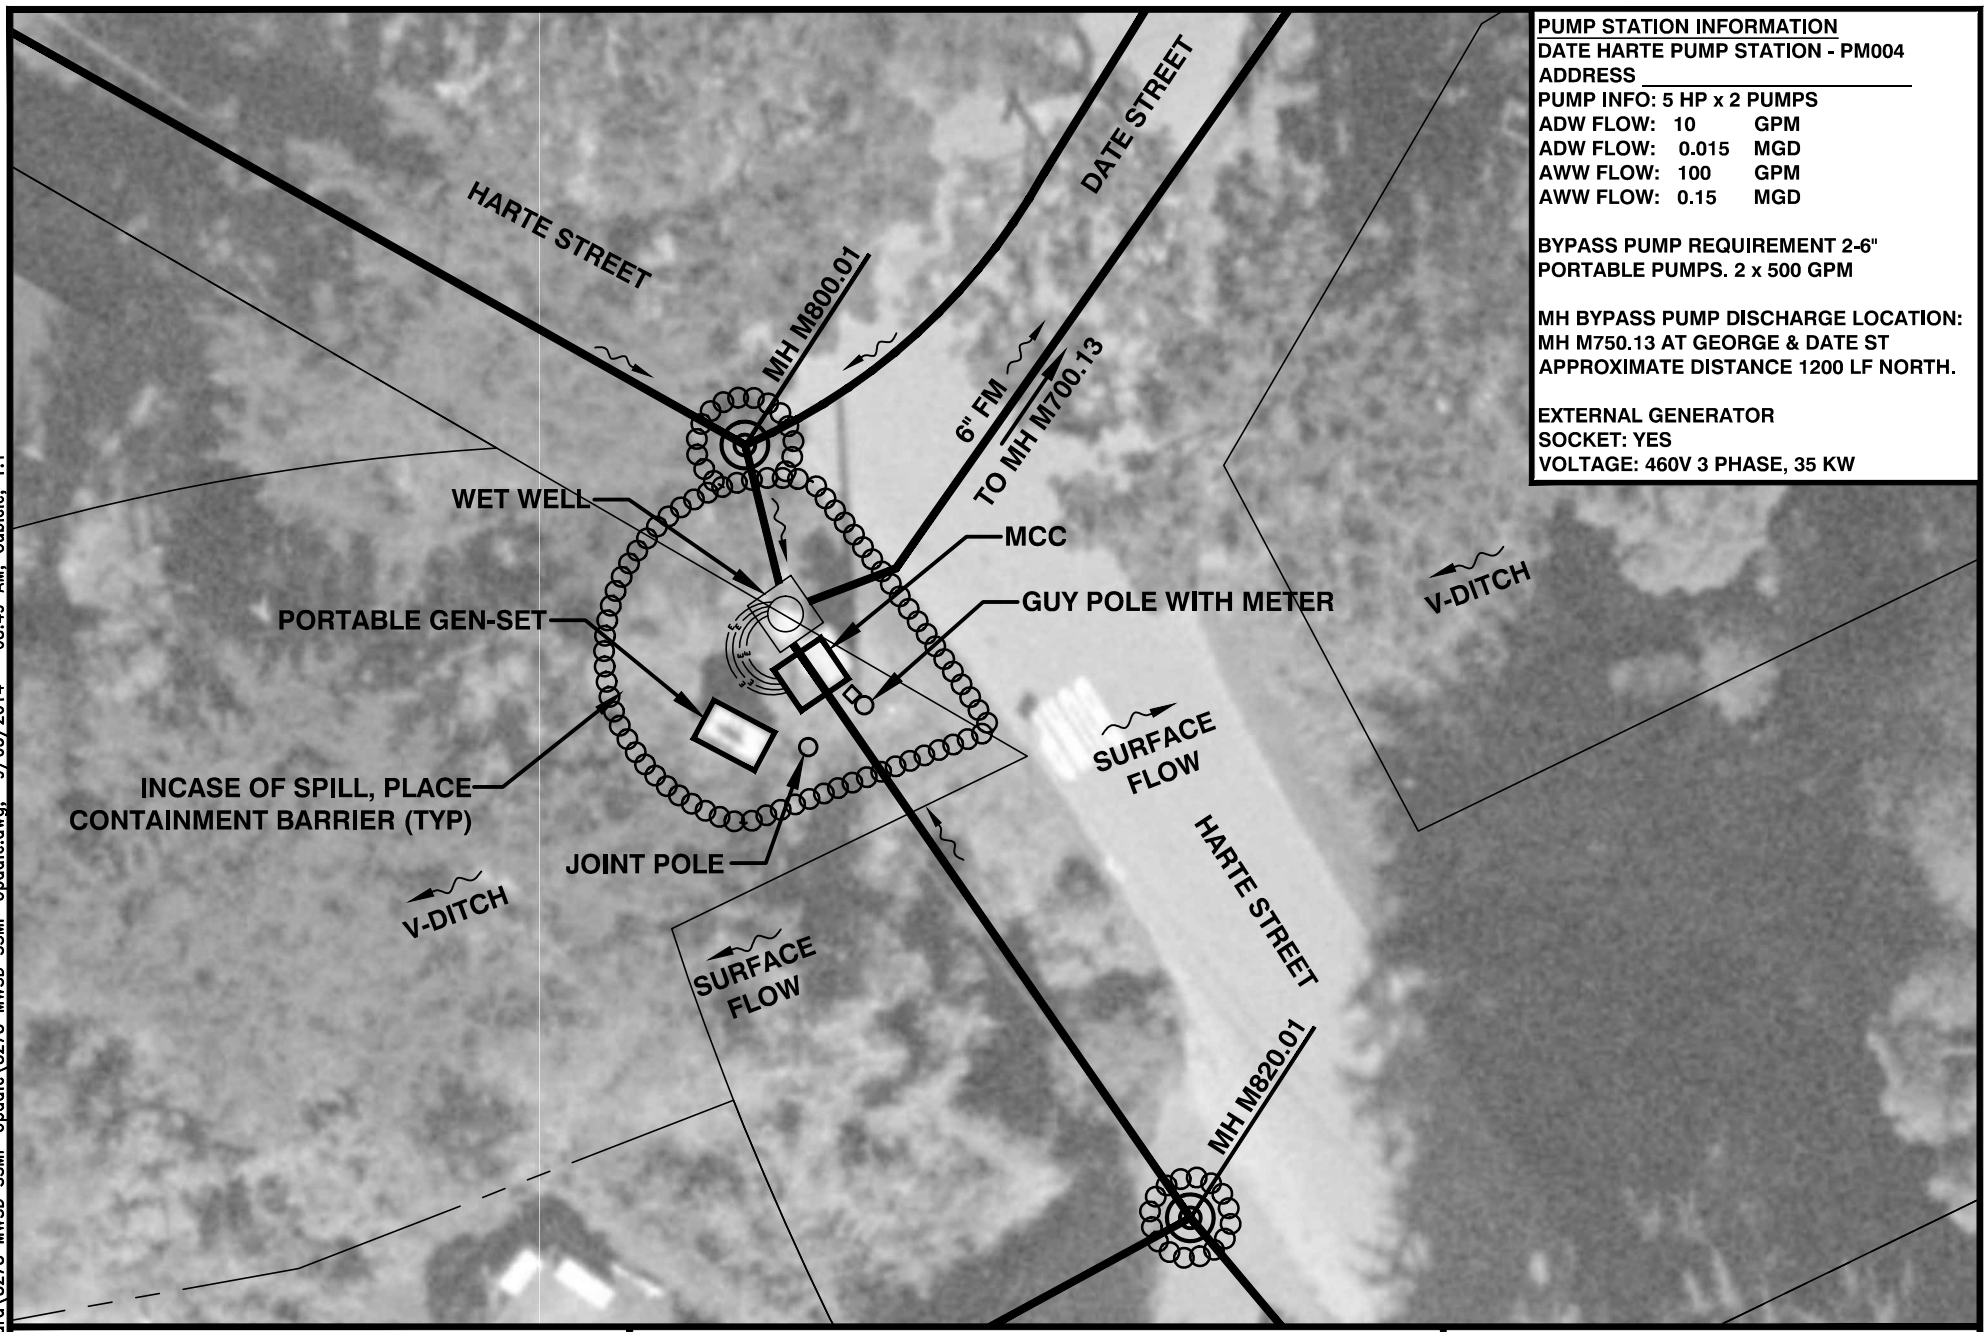 PUMP STATION INFORMATION
DATE HARTE PUMP STATION - PM004
ADDRESS
PUMP INFO: 5 HP x 2 PUMPS
ADW FLOW: 10 GPM
ADW FLOW: 0.015 MGD
AWW FLOW: 100 GPM
AWW FLOW: 0.15 MGD
BYPASS PUMP REQUIREMENT 2-6"
PORTABLE PUMPS. 2 x 500 GPM
MH BYPASS PUMP DISCHARGE LOCATION:
MH M750.13 AT GEORGE & DATE ST
APPROXIMATE DISTANCE 1200 LF NORTH.
EXTERNAL GENERATOR
SOCKET: YES
VOLTAGE: 460V 3 PHASE, 35 KW
DATE STREET
HARTE STREET
MH M800.01
6" FM
TO MH M700.13
WET WELL
MCC
V-DITCH
GUY POLE WITH METER
PORTABLE GEN-SET
SURFACE
FLOW
INCASE OF SPILL, PLACE
CONTAINMENT BARRIER (TYP)
JOINT POLE
HARTE STREET
V-DITCH
SURFACE
FLOW
MH M820.01